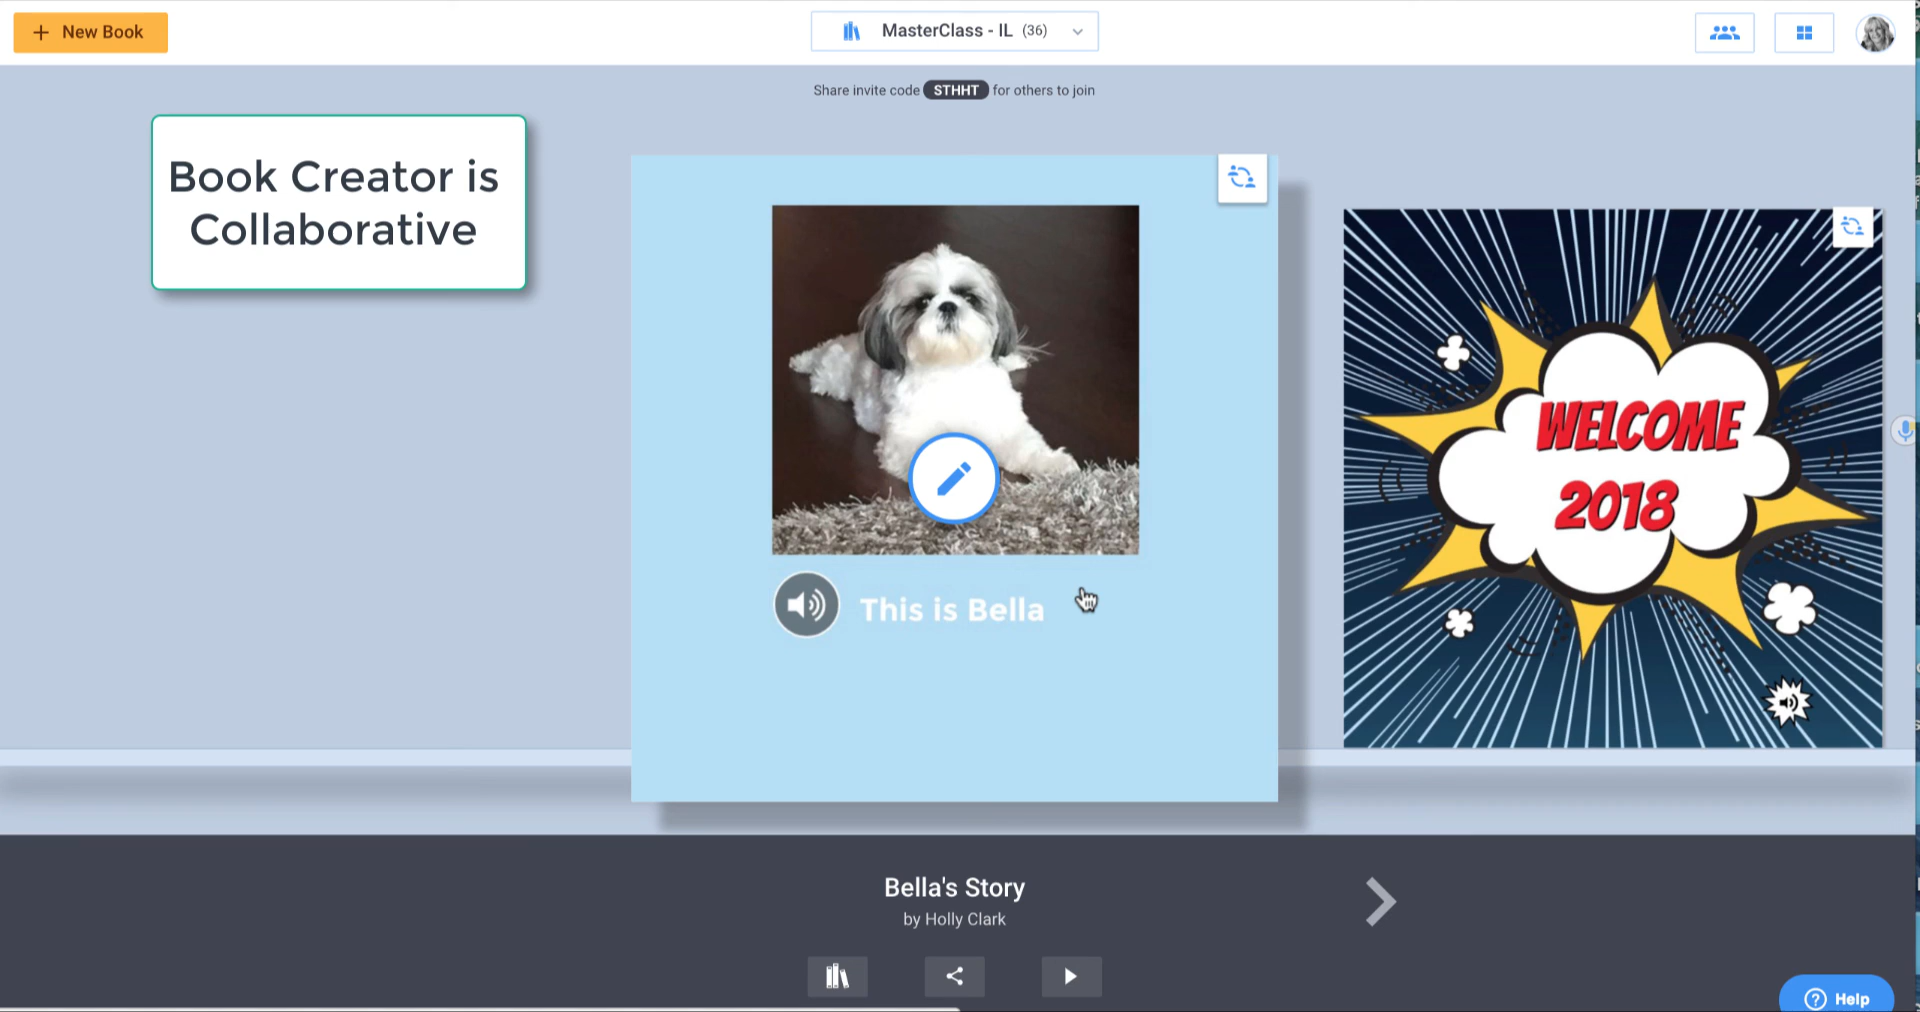 New Book
MasterClass - IL (36)
Share invite code STHHT for others to join
Book Creator is
Collaborative
WELCOME
2018
This is Bella
Bella's Story
by Holly Clark
Help